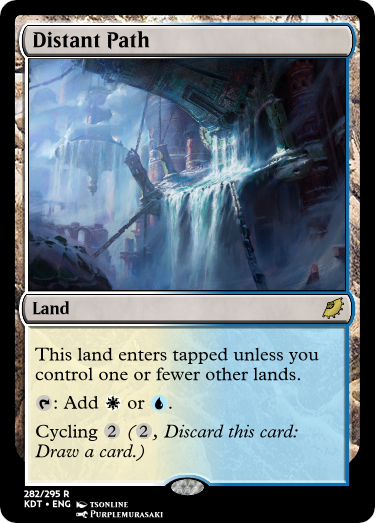 Distant Path
Land
This land enters tapped unless you
control one or fewer other lands.
: Add or .
Cycling 2 (2, Discard this card:
Draw a card.)
282/295 R
KDT • ENG TSONLINE
PURPLEMURASAKI